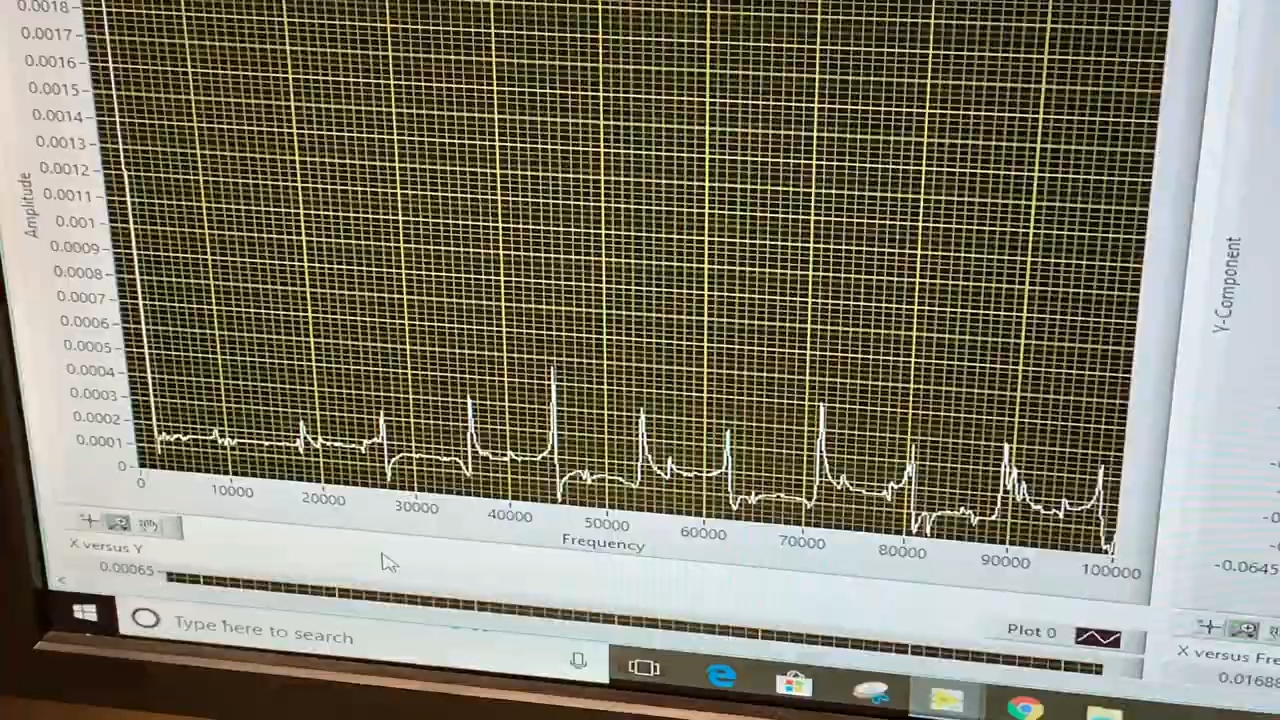 0.0018
0.0017
0.0016
0.0015
0.0014
0.0013
0.0012
0.0011
0.001
0.0009
0.0008
0.0007
0.0006
0.0005
0.0004
0.0003
0.0002
0.0001
0
Amplitude
0 10000 20000 30000 40000 50000 60000 70000 80000 90000 100000
Frequency
Y-Component
-0.0645
X versus Y
0.00065
Plot 0
X versus Fre
0.01688
Type here to search